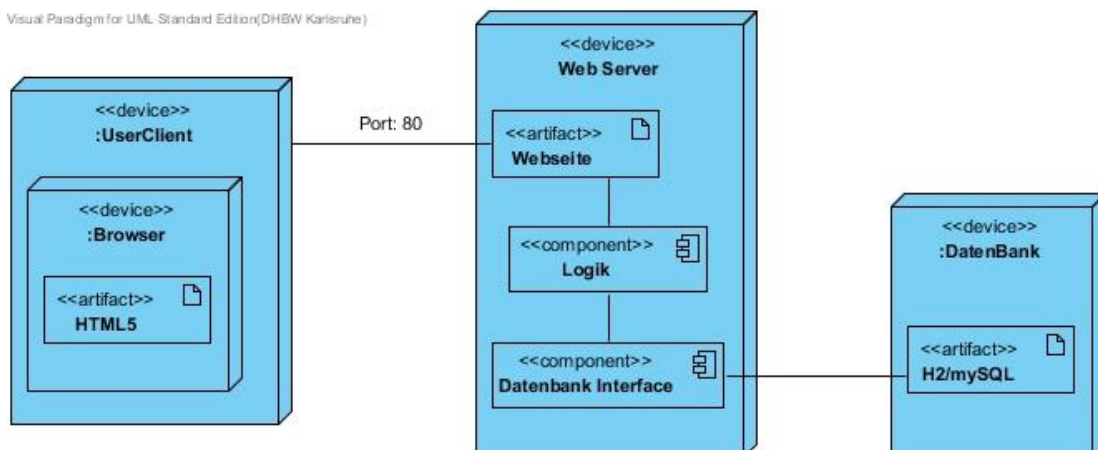 Visual Paradigm for UML Standard Edition(DHBW Karlsruhe)
<<device>>
:UserClient
<<device>>
:Browser
<<artifact>>
HTML5
Port: 80
<<device>>
Web Server
<<artifact>>
Webseite
<<component>>
Logik
<<component>>
Datenbank Interface
<<device>>
:DatenBank
<<artifact>>
H2/mySQL